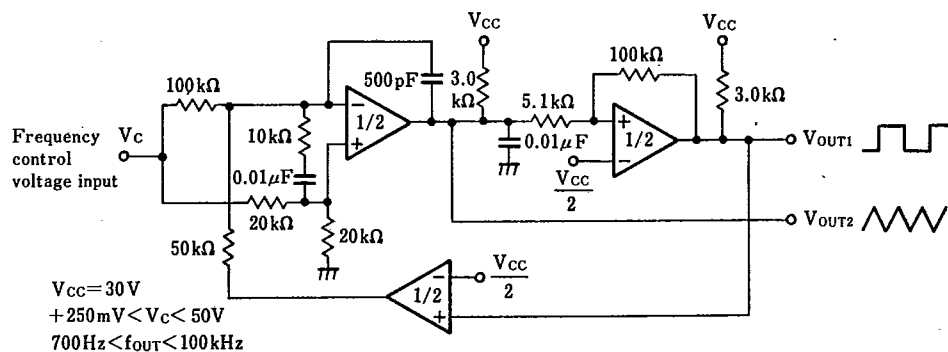 VCC
VCC
100kΩ
500pF
3.0
kΩ
100kΩ
3.0kΩ
5.1kΩ
Frequency
control
voltage input
VC
10kΩ
−
+
1/2
+
−
1/2
VOUT1
0.01μF
0.01μF
VCC
2
20kΩ
VOUT2
50kΩ
20kΩ
VCC
2
−
+
1/2
VCC=30V
+250mV<VC<50V
700Hz<fOUT<100kHz